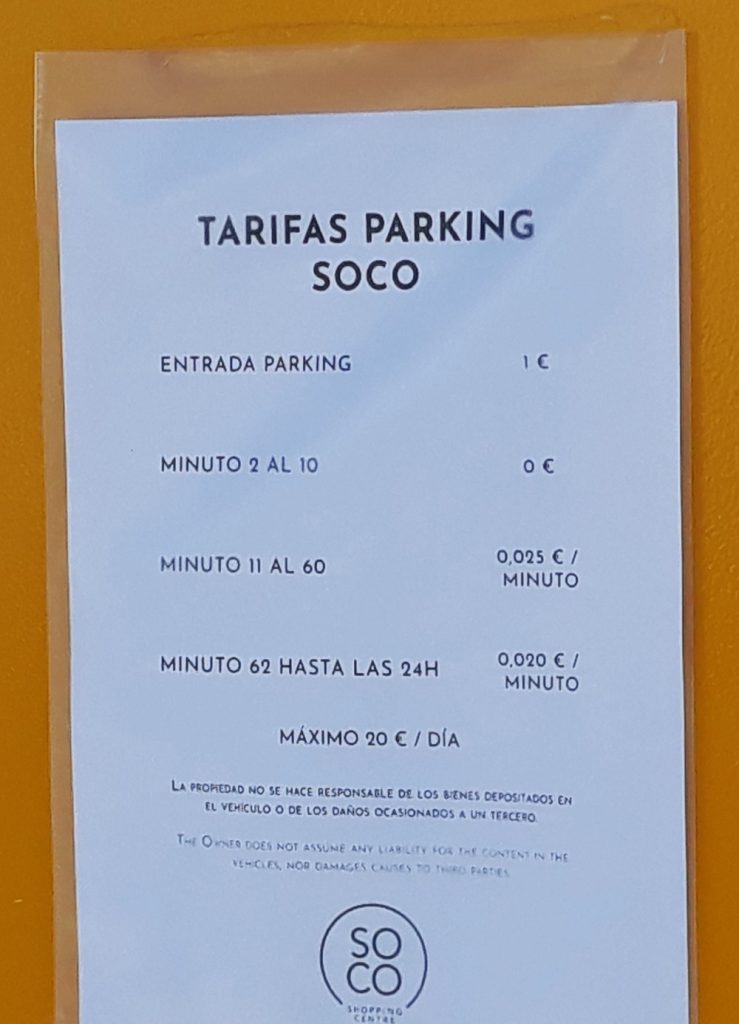 TARIFAS PARKING
SOCO
ENTRADA PARKING 1 €
MINUTO 2 AL 10 0 €
MINUTO 11 AL 60 0,025 € /
MINUTO
MINUTO 62 HASTA LAS 24H 0,020 € /
MINUTO
MÁXIMO 20 € / DÍA
LA PROPIEDAD NO SE HACE RESPONSABLE DE LOS BIENES DEPOSITADOS EN
EL VEHÍCULO O DE LOS DAÑOS OCASIONADOS A UN TERCERO.
THE OWNER DOES NOT ASSUME ANY LIABILITY FOR THE CONTENT IN THE
VEHICLES, NOR DAMAGES CAUSES TO THIRD PARTIES
SO
CO
SHOPPING
CENTRE